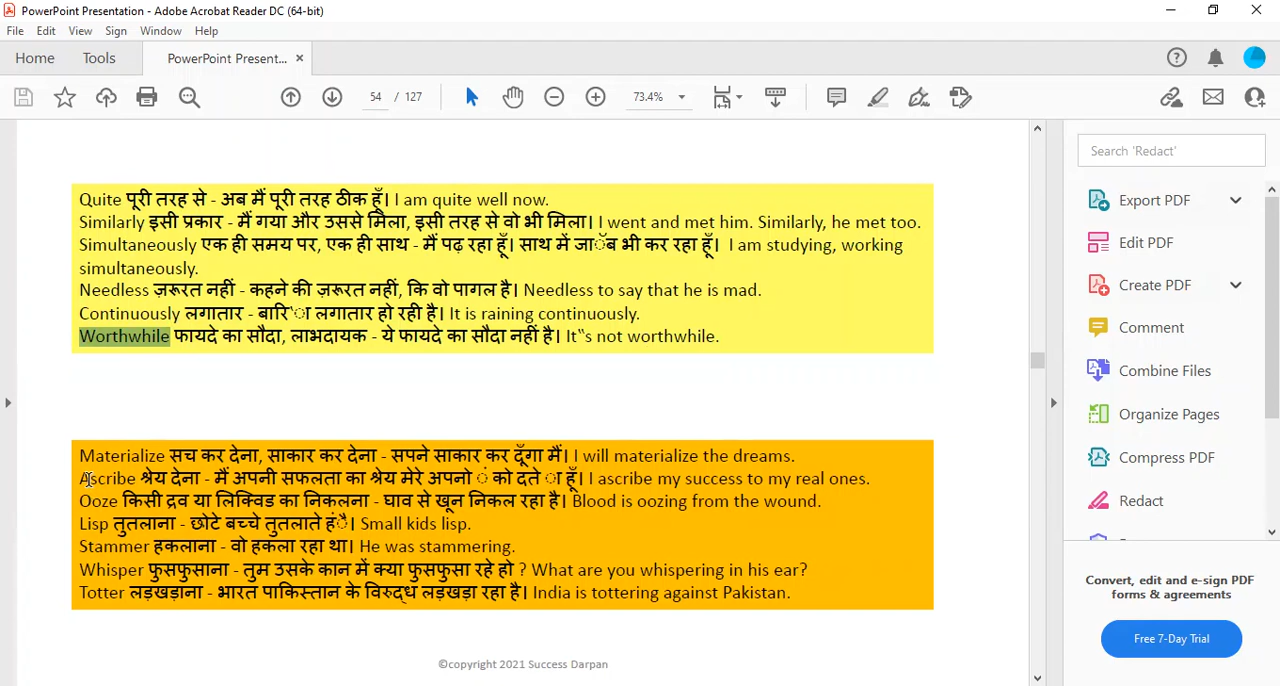 PowerPoint Presentation - Adobe Acrobat Reader DC (64-bit)
File Edit View Sign Window Help
Home Tools PowerPoint Present... ×
54 / 127 73.4%
Search 'Redact'
Export PDF
Edit PDF
Create PDF
Comment
Combine Files
Organize Pages
Compress PDF
Redact
Convert, edit and e-sign PDF
forms & agreements
Free 7-Day Trial
Quite पूरी तरह से - अब मैं पूरी तरह ठीक हूँ। I am quite well now.
Similarly इसी प्रकार - मैं गया और उससे मिला, इसी तरह से वो भी मिला। I went and met him. Similarly, he met too.
Simultaneously एक ही समय पर, एक ही साथ - मैं पढ़ रहा हूँ। साथ में जाॅब भी कर रहा हूँ। I am studying, working
simultaneously.
Needless ज़रूरत नहीं - कहने की ज़रूरत नहीं, कि वो पागल है। Needless to say that he is mad.
Continuously लगातार - बारि‛ा लगातार हो रही है। It is raining continuously.
Worthwhile फायदे का सौदा, लाभदायक - ये फायदे का सौदा नहीं है। It‟s not worthwhile.
Materialize सच कर देना, साकार कर देना - सपने साकार कर दूँगा मैं। I will materialize the dreams.
Ascribe श्रेय देना - मैं अपनी सफलता का श्रेय मेरे अपनो ं को दते ा हूँ। I ascribe my success to my real ones.
Ooze किसी द्रव या लिक्विड का निकलना - घाव से खून निकल रहा है। Blood is oozing from the wound.
Lisp तुतलाना - छोटे बच्चे तुतलाते हंै। Small kids lisp.
Stammer हकलाना - वो हकला रहा था। He was stammering.
Whisper फुसफुसाना - तुम उसके कान में क्या फुसफुसा रहे हो ? What are you whispering in his ear?
Totter लड़खड़ाना - भारत पाकिस्तान के विरुद्ध लड़खड़ा रहा है। India is tottering against Pakistan.
©copyright 2021 Success Darpan